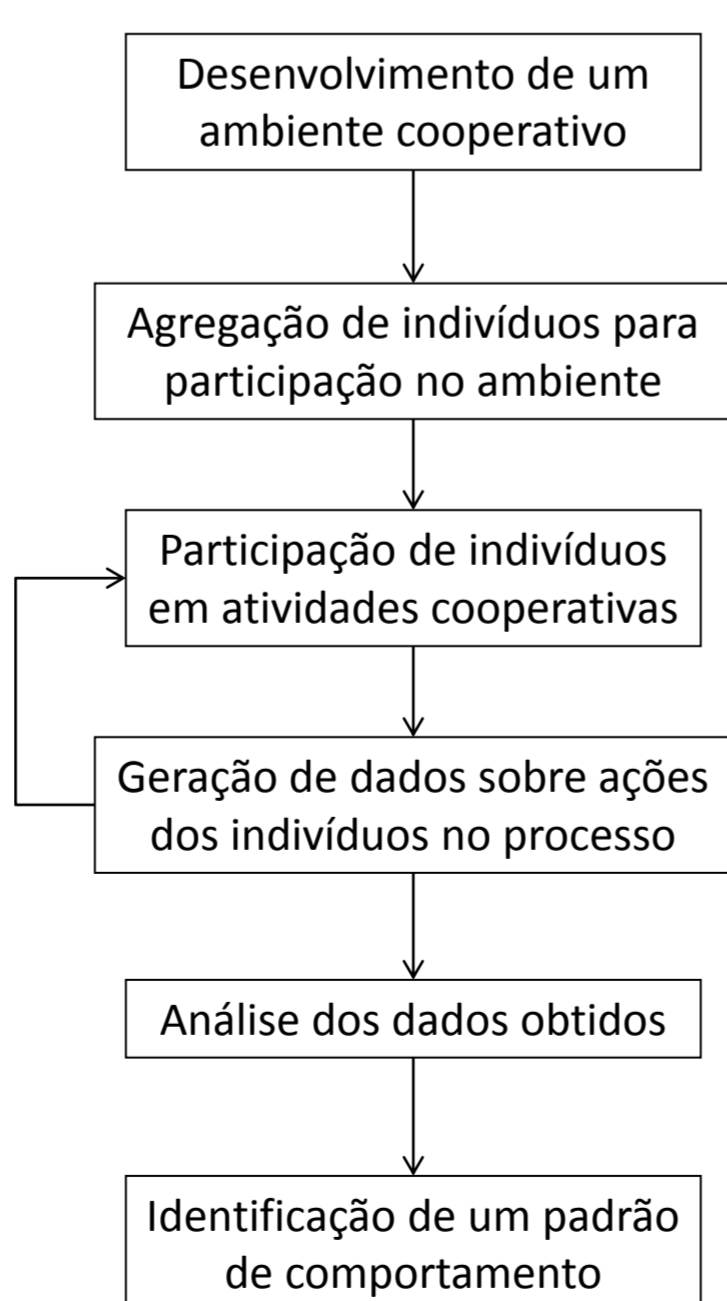 Desenvolvimento de um
ambiente cooperativo
Agregação de indivíduos para
participação no ambiente
Participação de indivíduos
em atividades cooperativas
Geração de dados sobre ações
dos indivíduos no processo
Análise dos dados obtidos
Identificação de um padrão
de comportamento